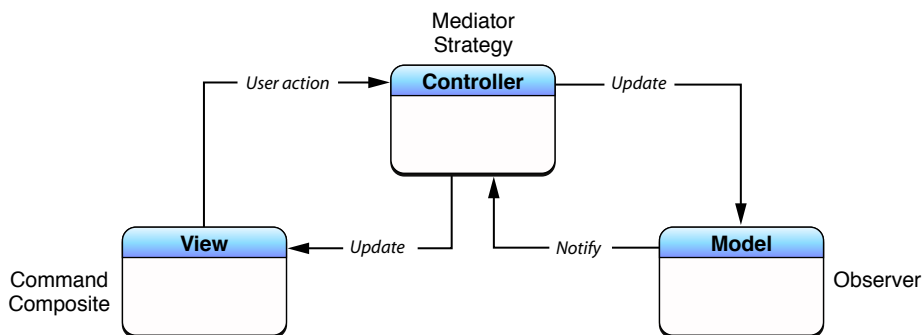 Mediator
Strategy
Controller
User action
Update
View
Update
Notify
Model
Command
Composite
Observer